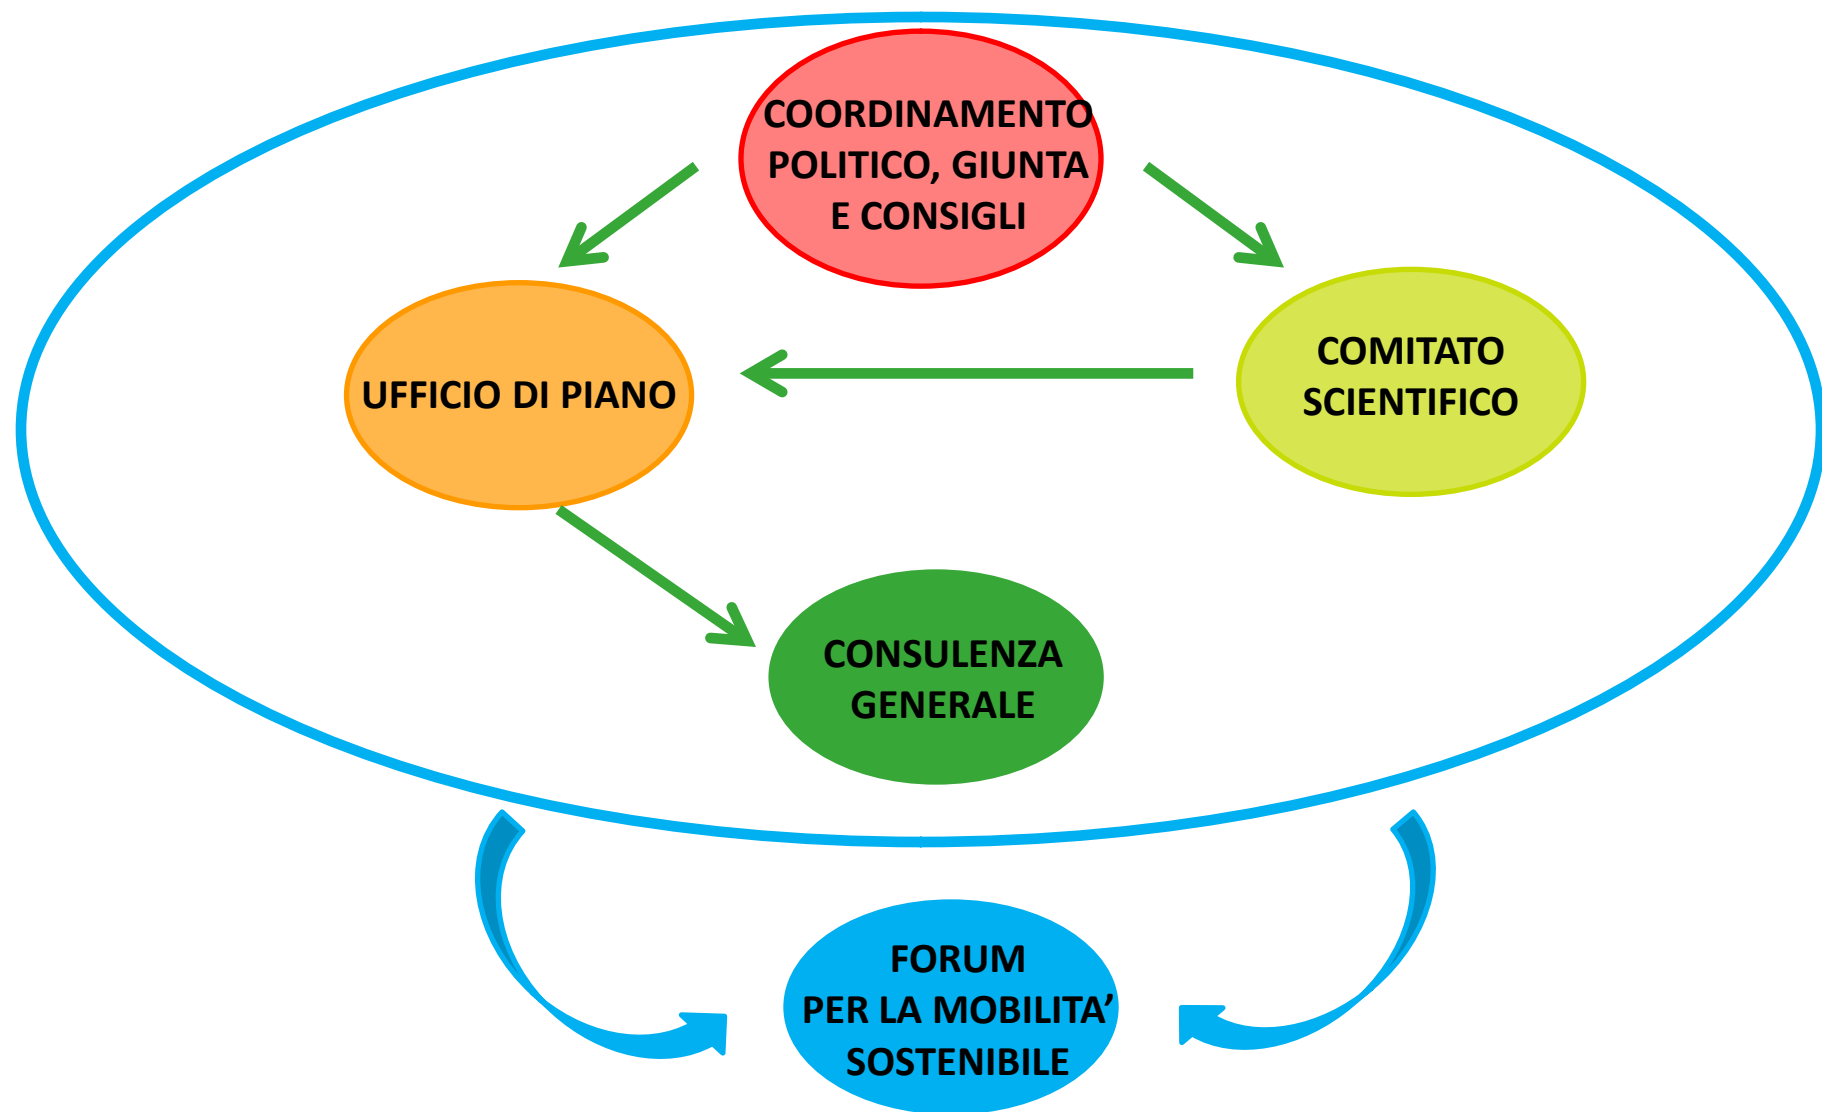 COORDINAMENTO
POLITICO, GIUNTA
E CONSIGLI
UFFICIO DI PIANO
COMITATO
SCIENTIFICO
CONSULENZA
GENERALE
FORUM
PER LA MOBILITA’
SOSTENIBILE